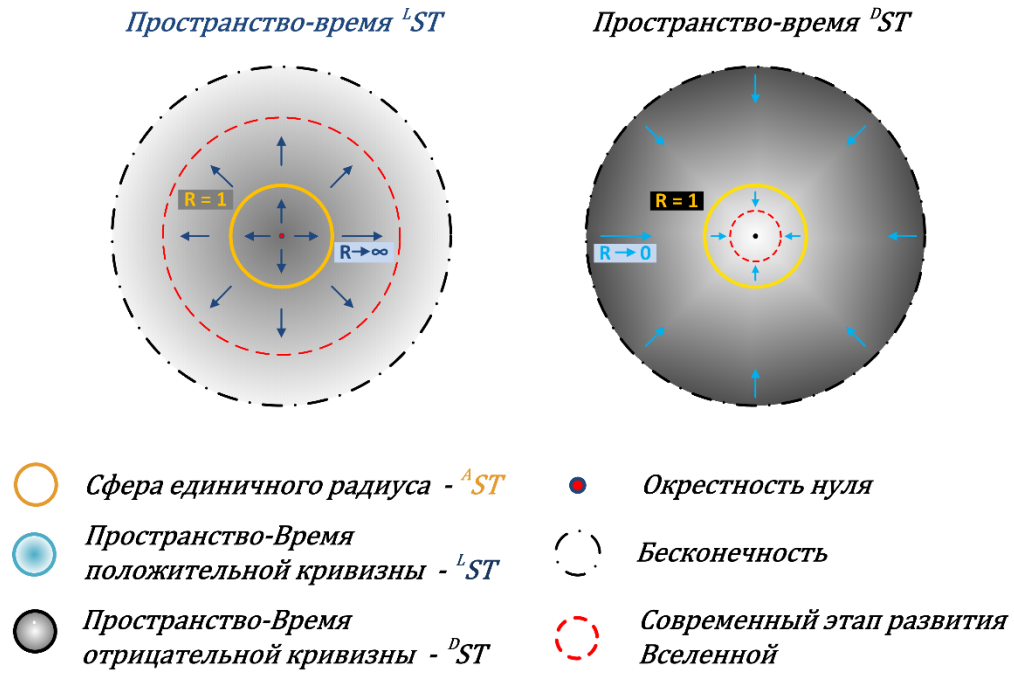 Пространство-время ᴸST
Пространство-время ᴰST
R = 1
R→∞
R = 1
R→0
Сфера единичного радиуса - ᴬST
Пространство-Время
положительной кривизны - ᴸST
Пространство-Время
отрицательной кривизны - ᴰST
Окрестность нуля
Бесконечность
Современный этап развития
Вселенной